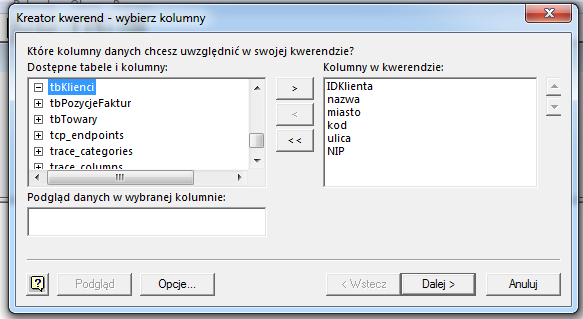 Kreator kwerend - wybierz kolumny
Które kolumny danych chcesz uwzględnić w swojej kwerendzie?
Dostępne tabele i kolumny:
tbKlienci
tbPozycjeFaktur
tbTowary
tcp_endpoints
trace_categories
trace_columns
>
<
<<
Kolumny w kwerendzie:
IDKlienta
nazwa
miasto
kod
ulica
NIP
Podgląd danych w wybranej kolumnie:
Podgląd
Opcje...
< Wstecz
Dalej >
Anuluj